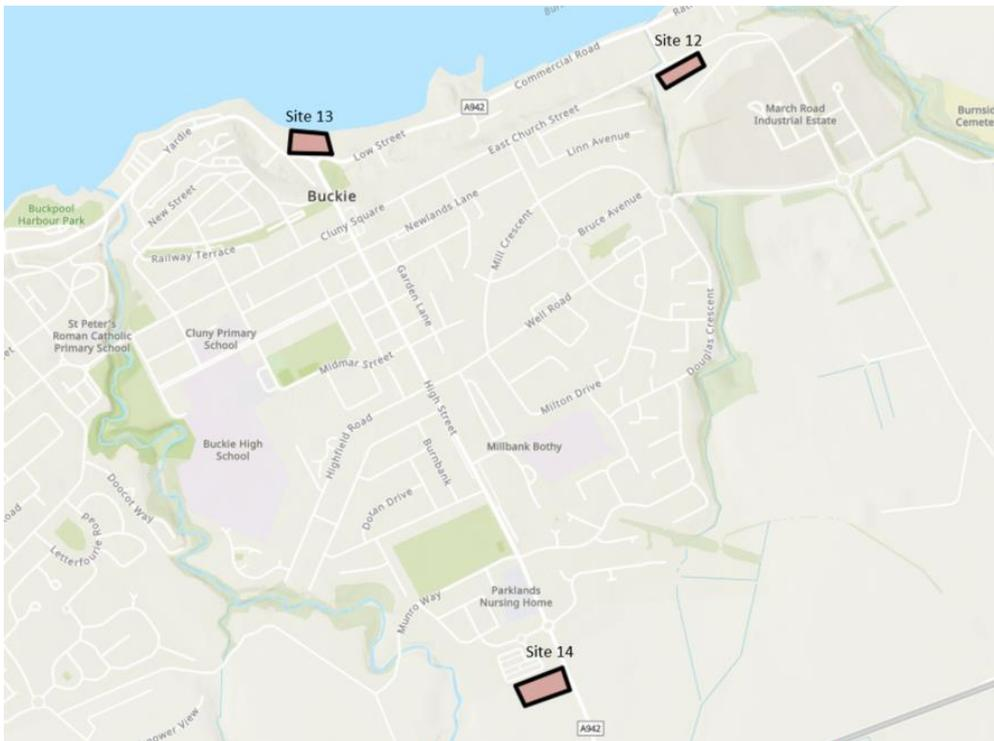 Commercial Road
Site 12
A942
Site 13
March Road
Industrial Estate
Yardie
Low Street
East Church Street
Linn Avenue
Buckie
New Street
Buckpool
Harbour Park
Cluny Square
Newlands Lane
Bruce Avenue
Mill Crescent
Railway Terrace
Garden Lane
Well Road
St Peter's
Roman Catholic
Primary School
Cluny Primary
School
Midmar Street
Douglas Crescent
High Street
Milton Drive
Highfield Road
Buckie High
School
Millbank Bothy
Burnbank
Doocot Way
Letterfourie Road
Munro Way
Parklands
Nursing Home
Site 14
A942